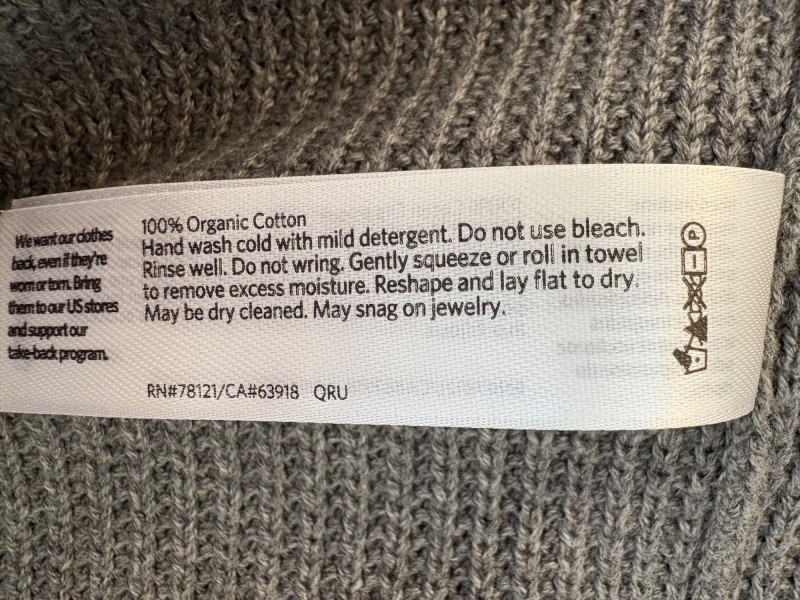 We want our clothes
back, even if they're
worn or torn. Bring
them to our US stores
and support our
take-back program.
100% Organic Cotton
Hand wash cold with mild detergent. Do not use bleach.
Rinse well. Do not wring. Gently squeeze or roll in towel
to remove excess moisture. Reshape and lay flat to dry.
May be dry cleaned. May snag on jewelry.
RN#78121/CA#63918 QRU
P